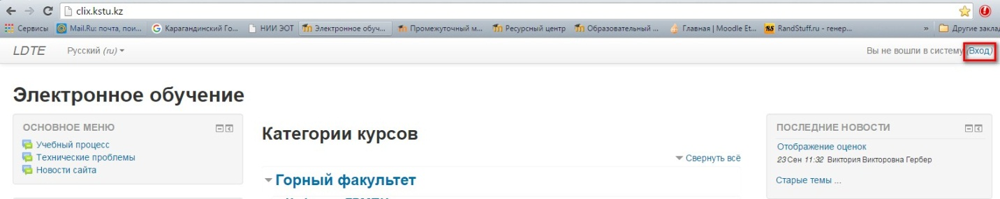 clix.kstu.kz
Сервисы Mail.Ru: почта, пои... Карагандинский Го... НИИ ЭОТ Электронное обуч... Промежуточный м... Ресурсный центр Образовательный ... Главная | Moodle Et... RandStuff.ru - генер... » Другие заклад
LDTE Русский (ru) Вы не вошли в систему (Вход)
Электронное обучение
ОСНОВНОЕ МЕНЮ
Учебный процесс
Технические проблемы
Новости сайта
Категории курсов
Свернуть всё
Горный факультет
ПОСЛЕДНИЕ НОВОСТИ
Отображение оценок
23 Сен 11:32 Виктория Викторовна Гербер
Старые темы ...